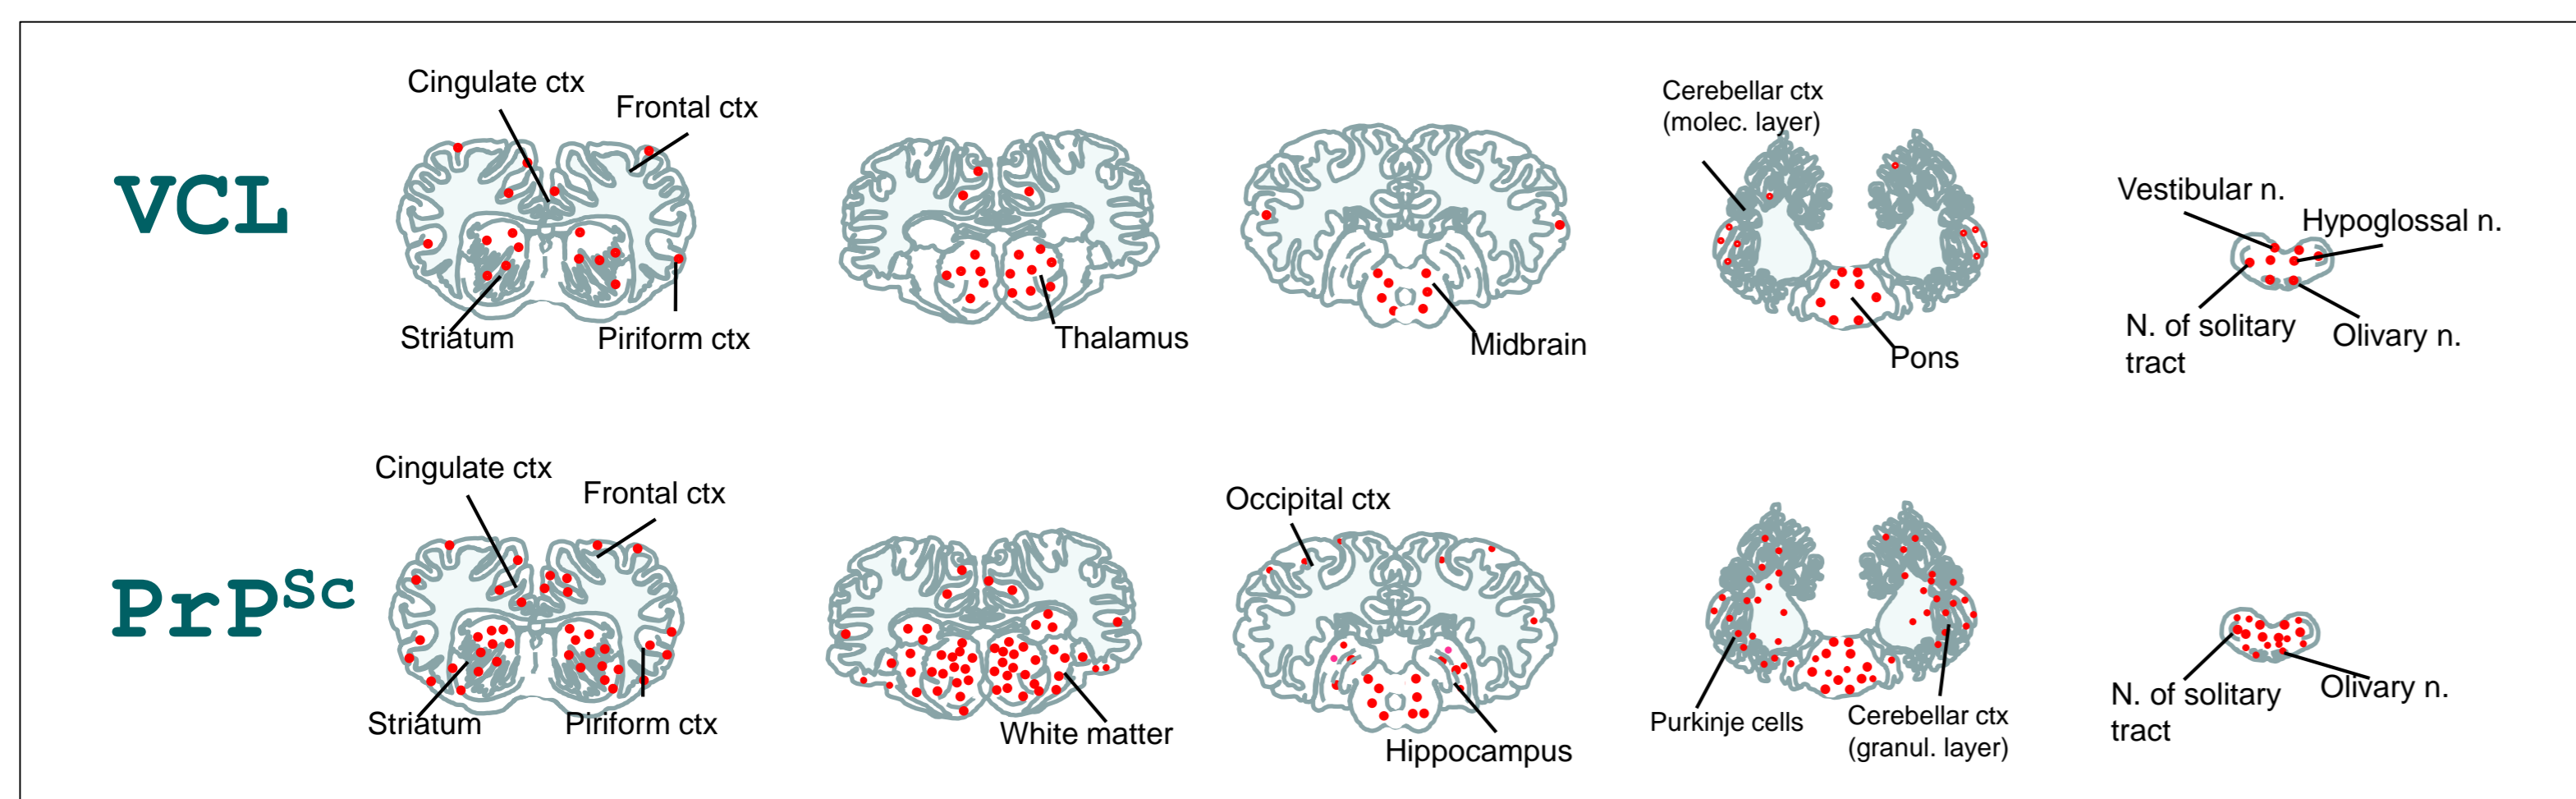 VCL
Cingulate ctx
Frontal ctx
Striatum
Piriform ctx
Thalamus
Midbrain
Cerebellar ctx
(molec. layer)
Pons
Vestibular n.
Hypoglossal n.
N. of solitary
tract
Olivary n.
PrPSc
Cingulate ctx
Frontal ctx
Striatum
Piriform ctx
White matter
Occipital ctx
Hippocampus
Purkinje cells
Cerebellar ctx
(granul. layer)
N. of solitary
tract
Olivary n.